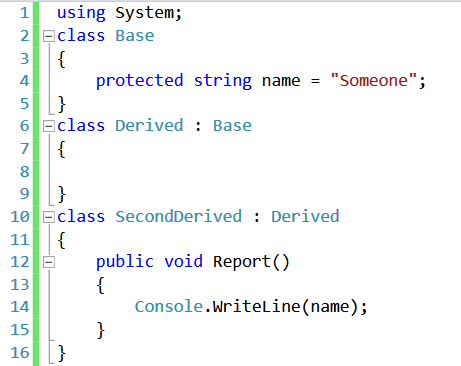 1 using System;
2 class Base
3 {
4     protected string name = "Someone";
5 }
6 class Derived : Base
7 {
8
9 }
10 class SecondDerived : Derived
11 {
12     public void Report()
13     {
14         Console.WriteLine(name);
15     }
16 }